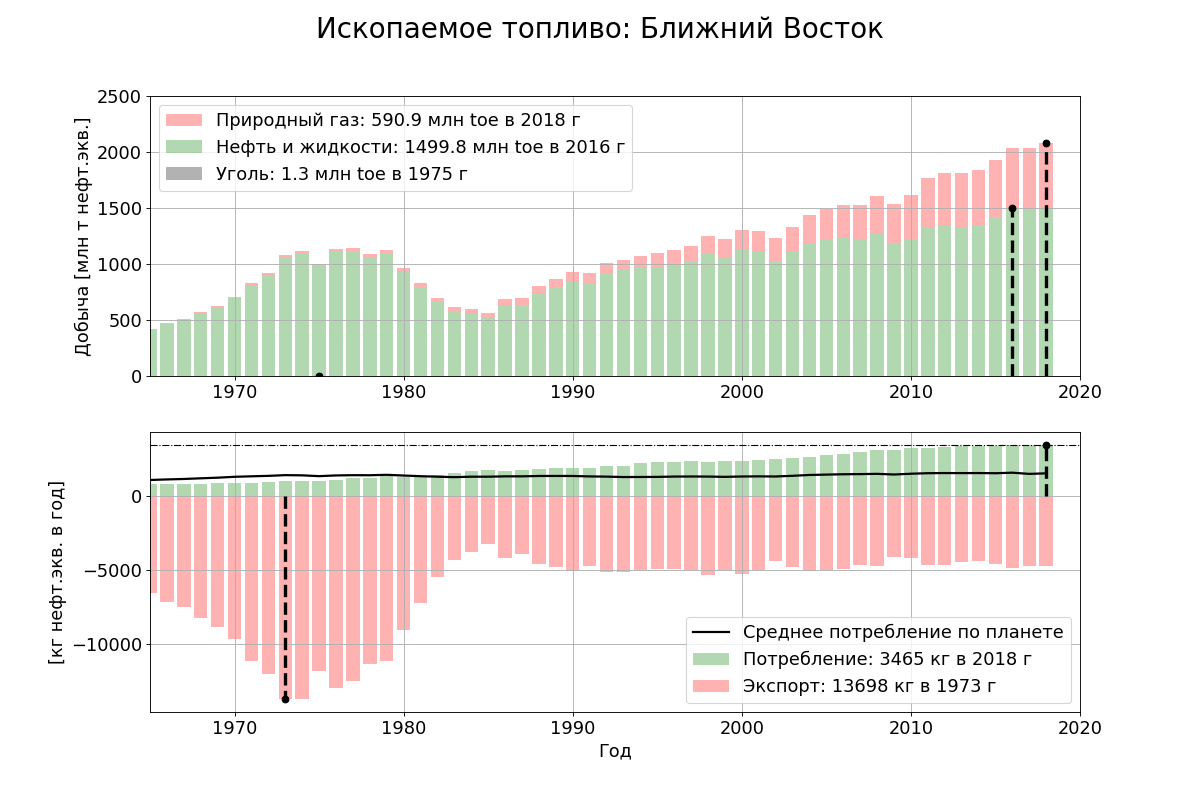 Ископаемое топливо: Ближний Восток
2500
2000
1500
1000
500
0
Добыча [млн т нефт.экв.]
Природный газ: 590.9 млн toe в 2018 г
Нефть и жидкости: 1499.8 млн toe в 2016 г
Уголь: 1.3 млн toe в 1975 г
1970 1980 1990 2000 2010 2020
0
−5000
−10000
[кг нефт.экв. в год]
Среднее потребление по планете
Потребление: 3465 кг в 2018 г
Экспорт: 13698 кг в 1973 г
1970 1980 1990 2000 2010 2020
Год